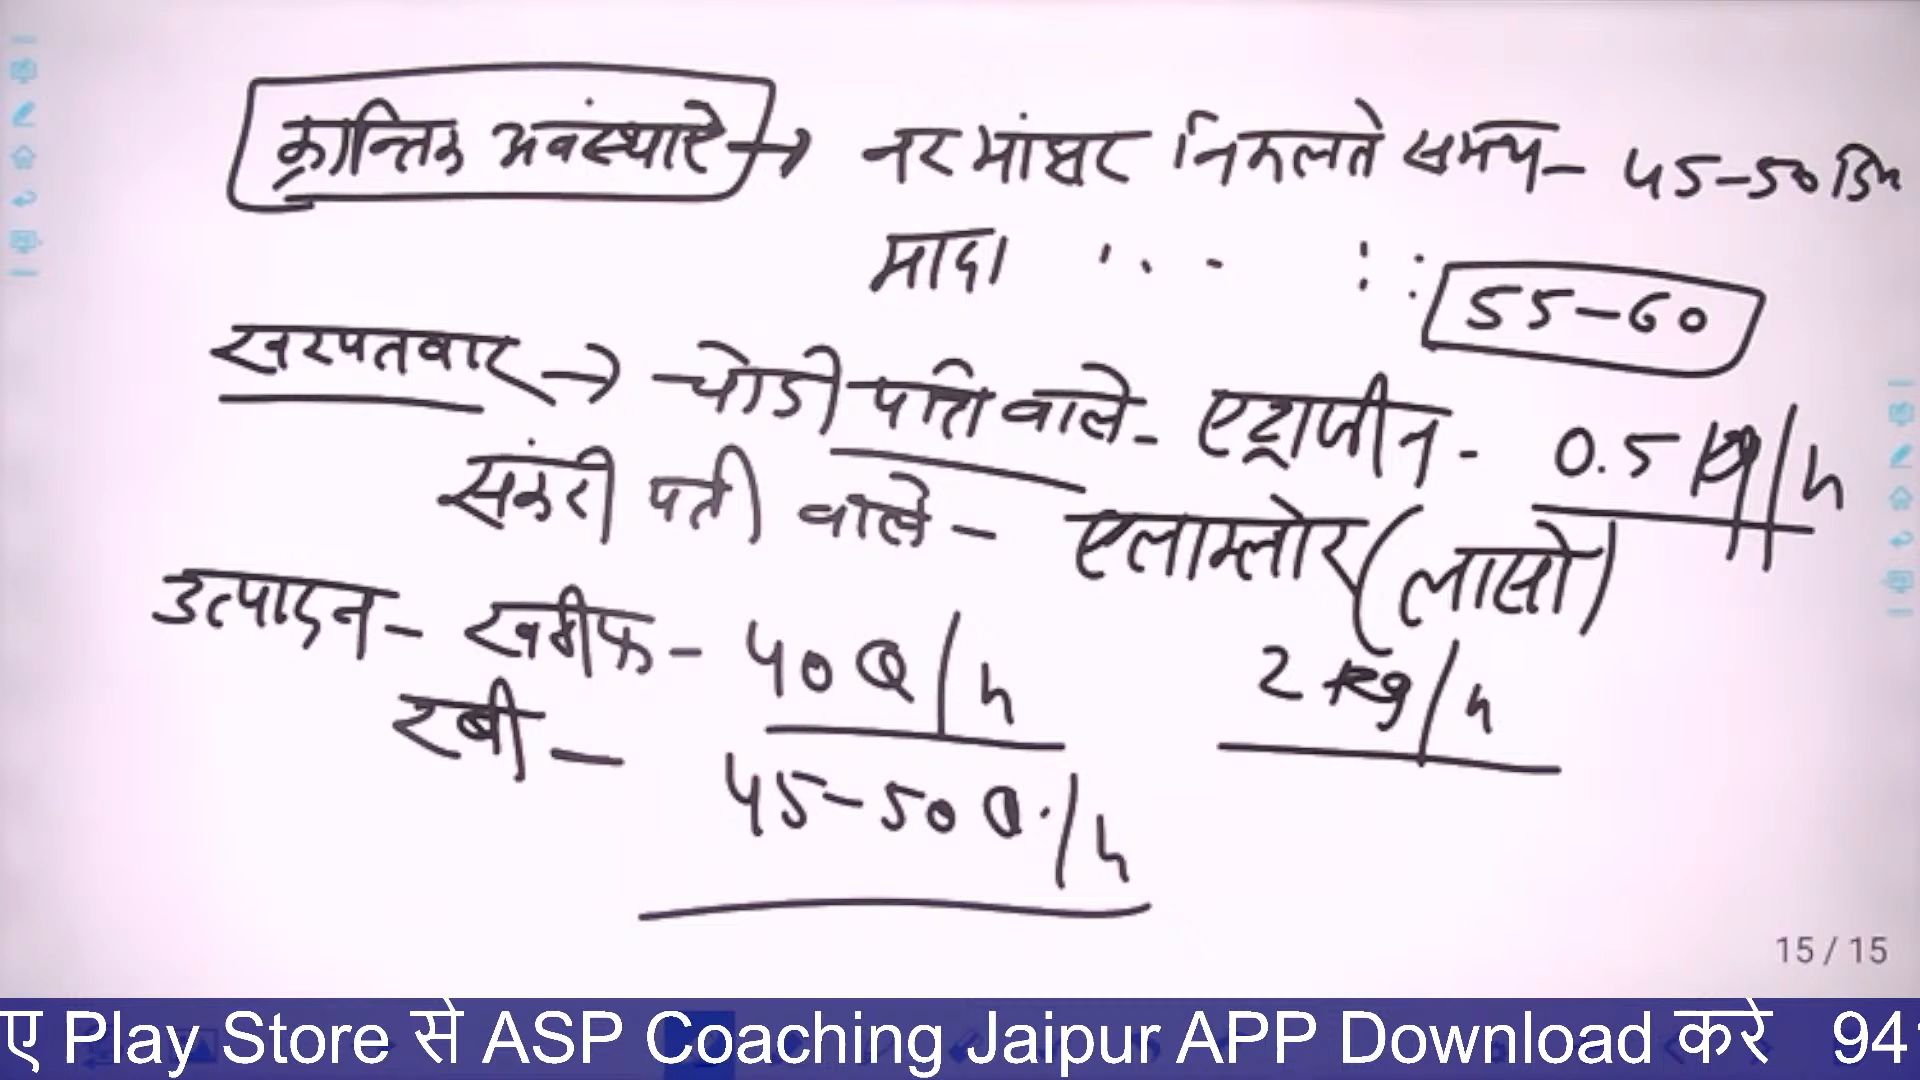 क्रान्तिक अवस्थाऐं → नर मांझर निकलते समय - 45-50 दिन
मादा " " " 55-60
खरपतवार → चोडी पत्ति वाले - एट्राजीन - 0.5 kg/h
संकरी पती वाले - एलाक्लोर (लासो)
2 kg/h
उत्पादन - खरीफ - 40 Q/h
रबी - 45-50 Q./h
15 / 15
ए Play Store से ASP Coaching Jaipur APP Download करे 94